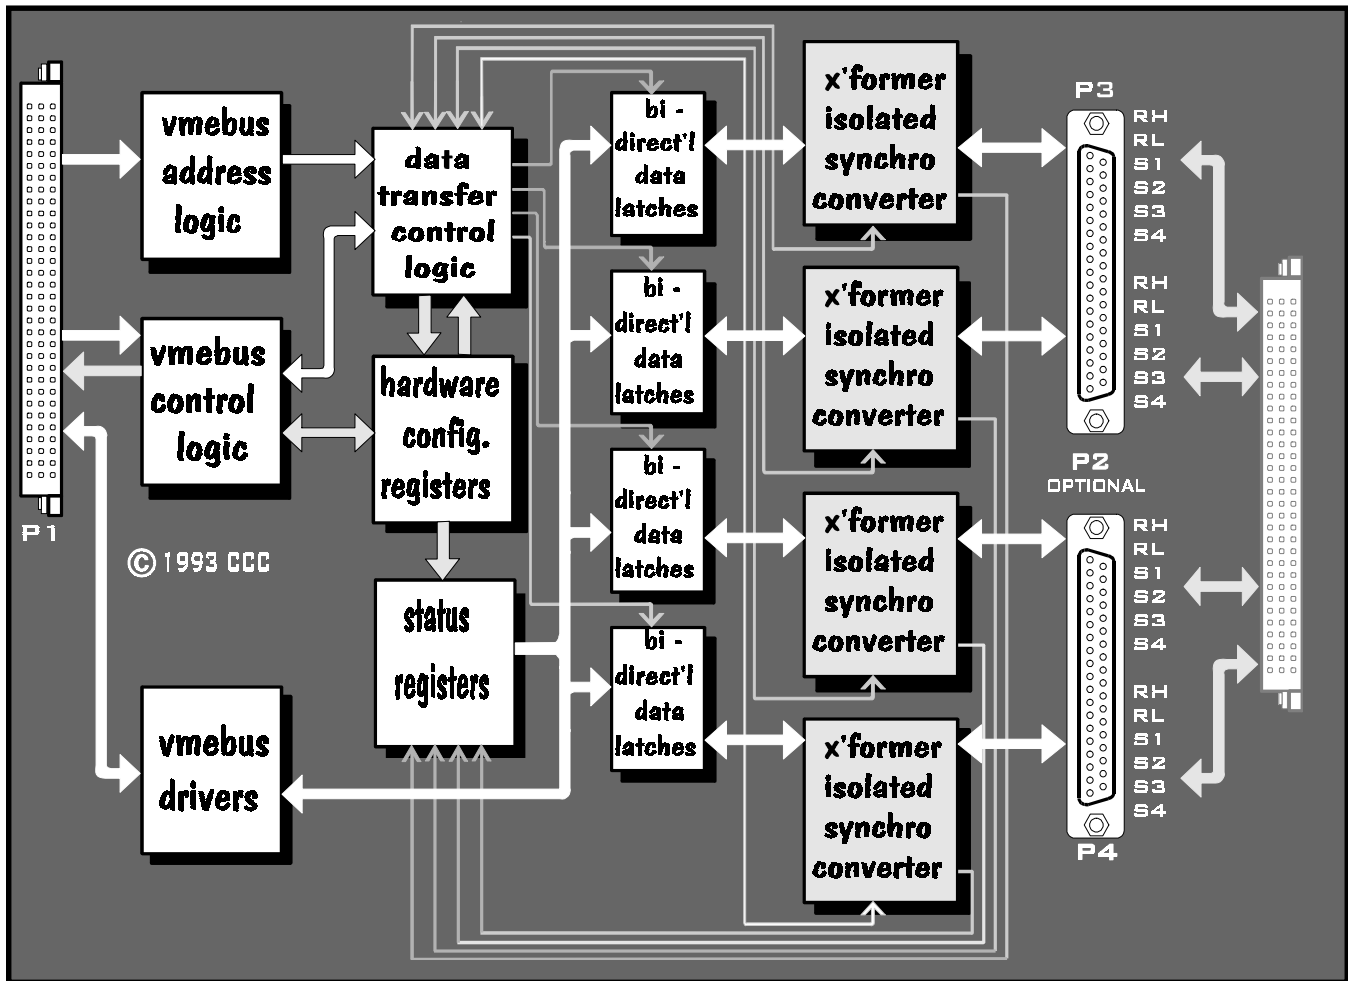 vmebus
address
logic
data
transfer
control
logic
bi -
direct'l
data
latches
x'former
isolated
synchro
converter
P3
RH
RL
S1
S2
S3
S4
RH
RL
S1
S2
S3
S4
vmebus
control
logic
hardware
config.
registers
bi -
direct'l
data
latches
x'former
isolated
synchro
converter
P1
© 1993 CCC
P2
OPTIONAL
bi -
direct'l
data
latches
x'former
isolated
synchro
converter
RH
RL
S1
S2
S3
S4
RH
RL
S1
S2
S3
S4
status
registers
bi -
direct'l
data
latches
x'former
isolated
synchro
converter
vmebus
drivers
P4